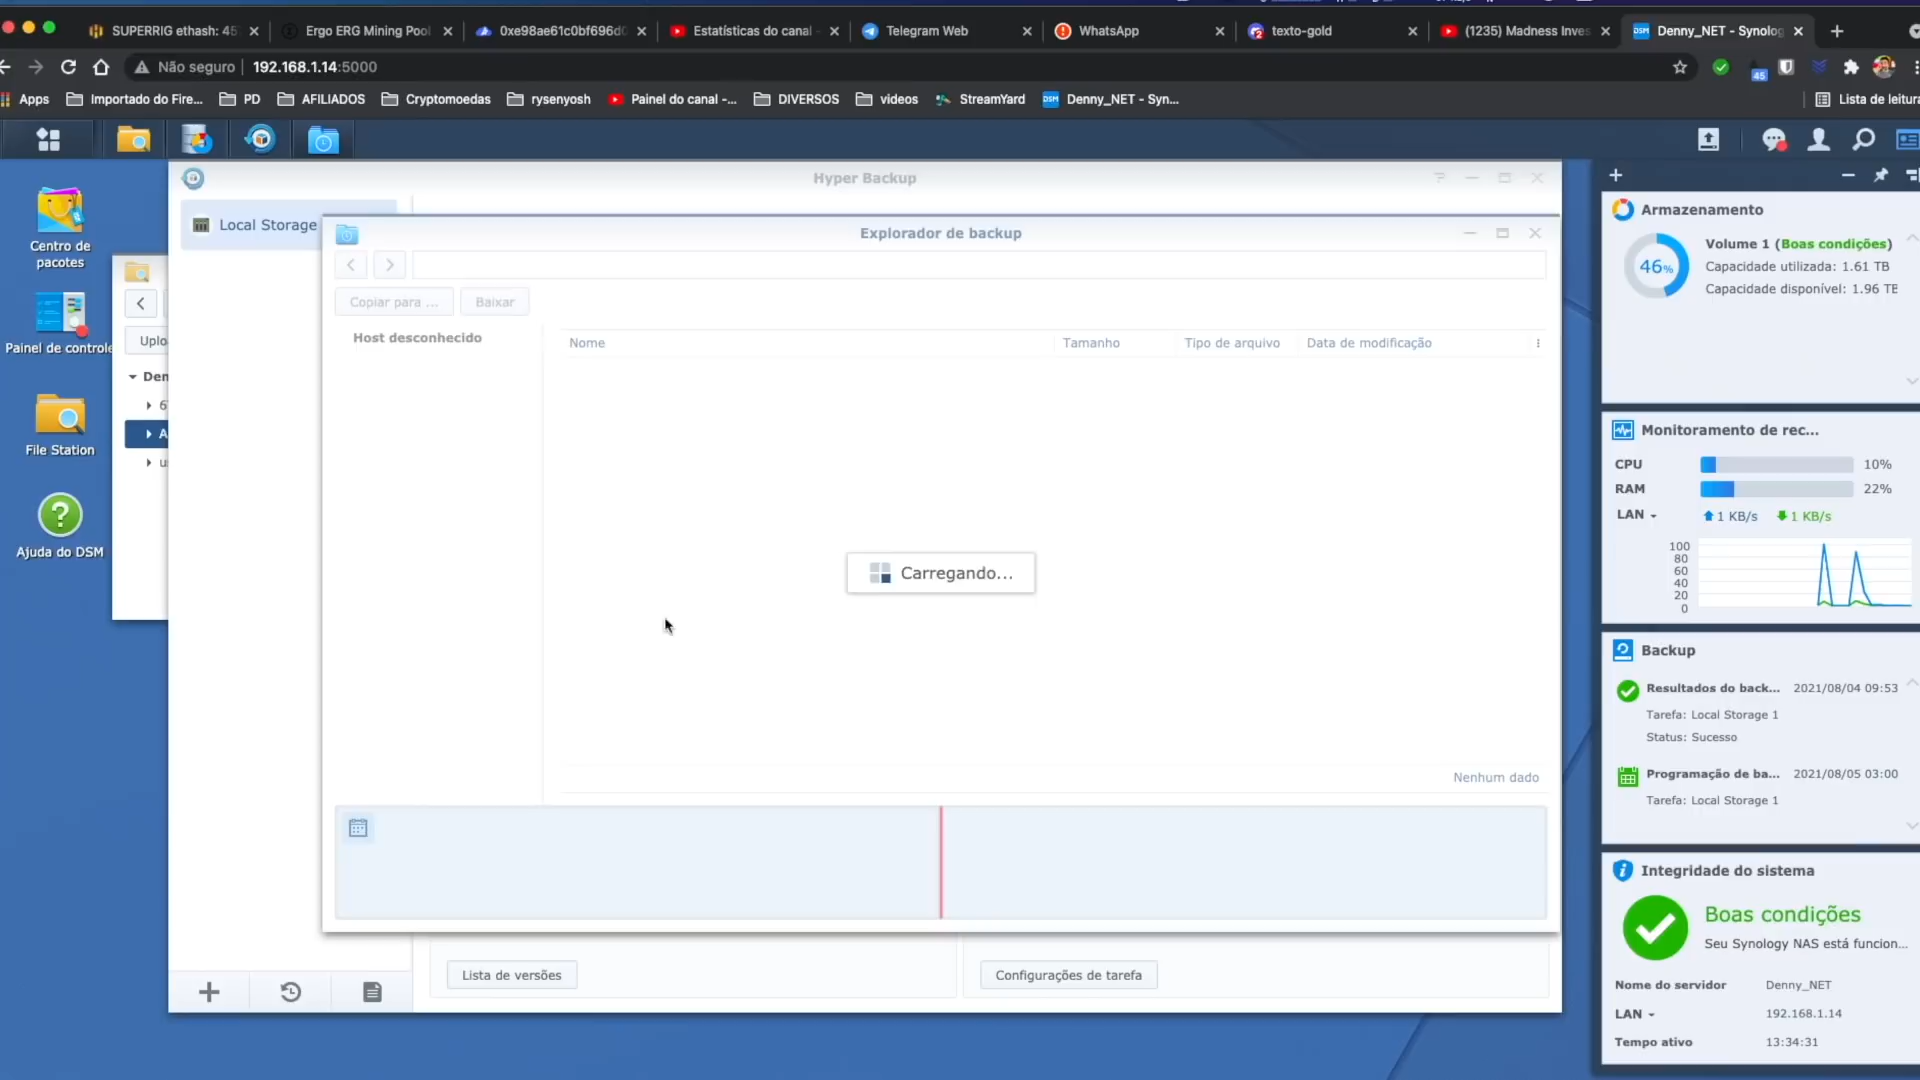 SUPERRIG ethash: 45
Ergo ERG Mining Pool
0xe98ae61c0bf696d0
Estatísticas do canal -
Telegram Web
WhatsApp
texto-gold
(1235) Madness Inves
DSM
Denny_NET - Synolog
Não seguro
192.168.1.14:5000
45
Apps
Importado do Fire...
PD
AFILIADOS
Cryptomoedas
rysenyosh
Painel do canal -...
DIVERSOS
videos
StreamYard
DSM
Denny_NET - Syn...
Lista de leitura
Centro de
pacotes
Painel de controle
File Station
Ajuda do DSM
Uplo
Den
6
A
u
Hyper Backup
Local Storage
Explorador de backup
Copiar para ...
Baixar
Host desconhecido
Nome
Tamanho
Tipo de arquivo
Data de modificação
Carregando...
Nenhum dado
Lista de versões
Configurações de tarefa
Armazenamento
46%
Volume 1 (Boas condições)
Capacidade utilizada: 1.61 TB
Capacidade disponível: 1.96 TB
Monitoramento de rec...
CPU
10%
RAM
22%
LAN
1 KB/s
1 KB/s
100
80
60
40
20
0
Backup
Resultados do back...
2021/08/04 09:53
Tarefa: Local Storage 1
Status: Sucesso
Programação de ba...
2021/08/05 03:00
Tarefa: Local Storage 1
Integridade do sistema
Boas condições
Seu Synology NAS está funcion...
Nome do servidor
Denny_NET
LAN
192.168.1.14
Tempo ativo
13:34:31